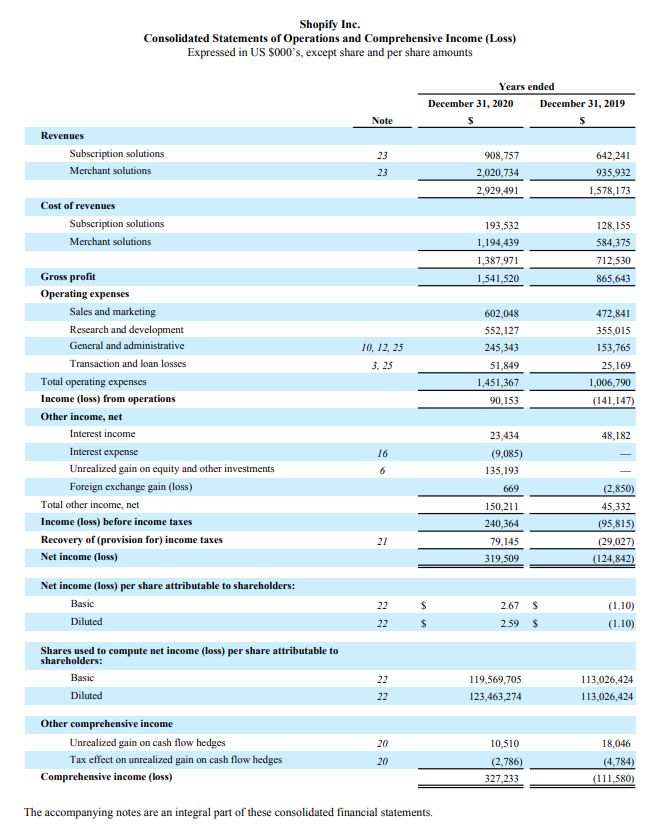 Shopify Inc.
Consolidated Statements of Operations and Comprehensive Income (Loss)
Expressed in US $000's, except share and per share amounts
Years ended
December 31, 2020 December 31, 2019
Note $ $
Revenues
Subscription solutions 23 908,757 642,241
Merchant solutions 23 2,020,734 935,932
2,929,491 1,578,173
Cost of revenues
Subscription solutions 193,532 128,155
Merchant solutions 1,194,439 584,375
1,387,971 712,530
Gross profit 1,541,520 865,643
Operating expenses
Sales and marketing 602,048 472,841
Research and development 552,127 355,015
General and administrative 10, 12, 25 245,343 153,765
Transaction and loan losses 3, 25 51,849 25,169
Total operating expenses 1,451,367 1,006,790
Income (loss) from operations 90,153 (141,147)
Other income, net
Interest income 23,434 48,182
Interest expense 16 (9,085) —
Unrealized gain on equity and other investments 6 135,193 —
Foreign exchange gain (loss) 669 (2,850)
Total other income, net 150,211 45,332
Income (loss) before income taxes 240,364 (95,815)
Recovery of (provision for) income taxes 21 79,145 (29,027)
Net income (loss) 319,509 (124,842)
Net income (loss) per share attributable to shareholders:
Basic 22 $ 2.67 $ (1.10)
Diluted 22 $ 2.59 $ (1.10)
Shares used to compute net income (loss) per share attributable to
shareholders:
Basic 22 119,569,705 113,026,424
Diluted 22 123,463,274 113,026,424
Other comprehensive income
Unrealized gain on cash flow hedges 20 10,510 18,046
Tax effect on unrealized gain on cash flow hedges 20 (2,786) (4,784)
Comprehensive income (loss) 327,233 (111,580)
The accompanying notes are an integral part of these consolidated financial statements.